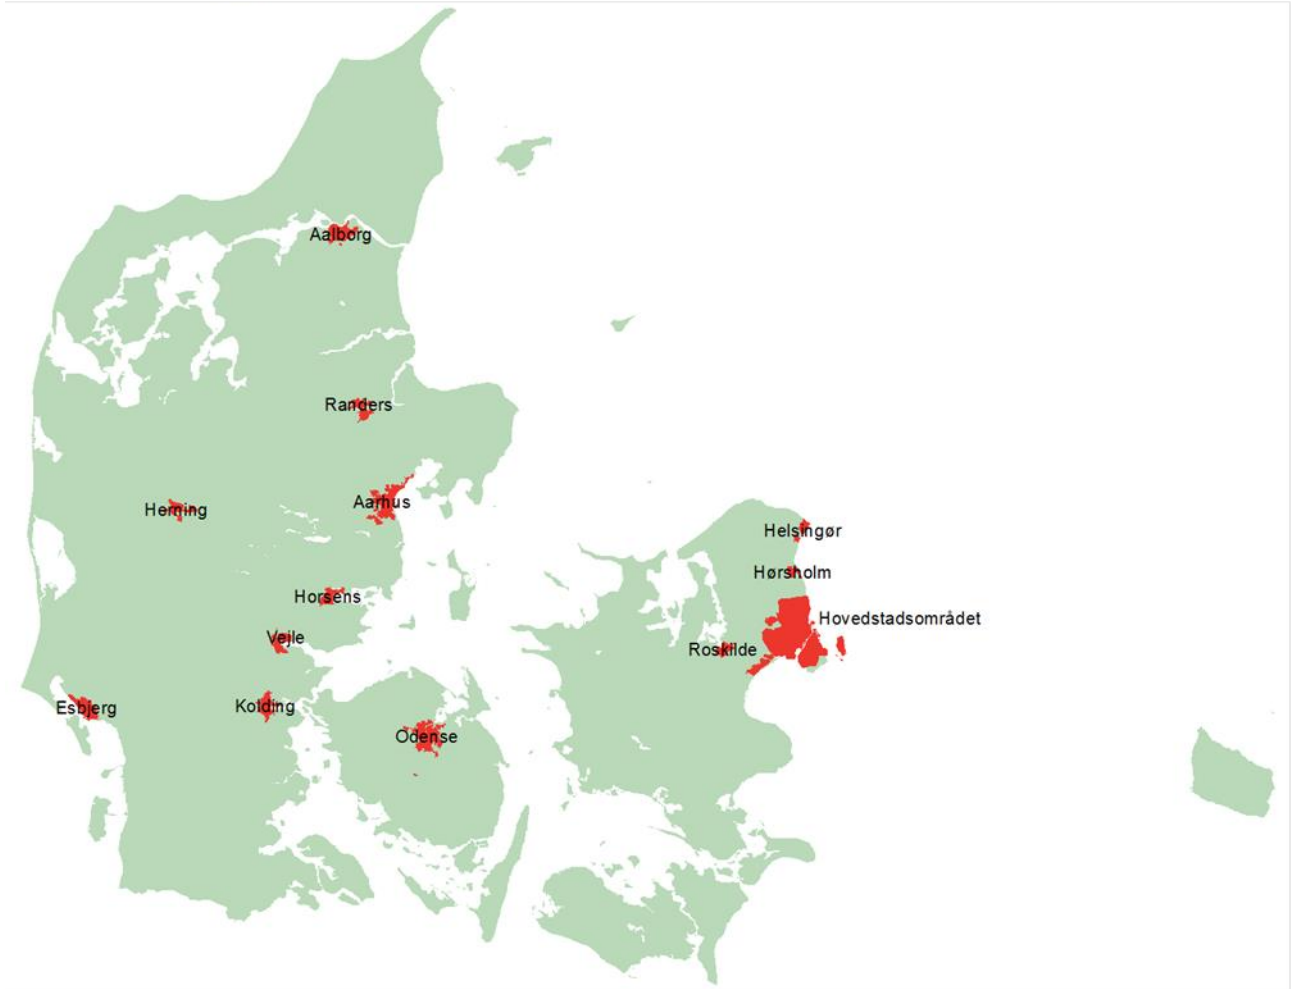 Aalborg
Randers
Aarhus
Herning
Helsingør
Hørsholm
Horsens
Hovedstadsområdet
Vejle
Roskilde
Esbjerg
Kolding
Odense